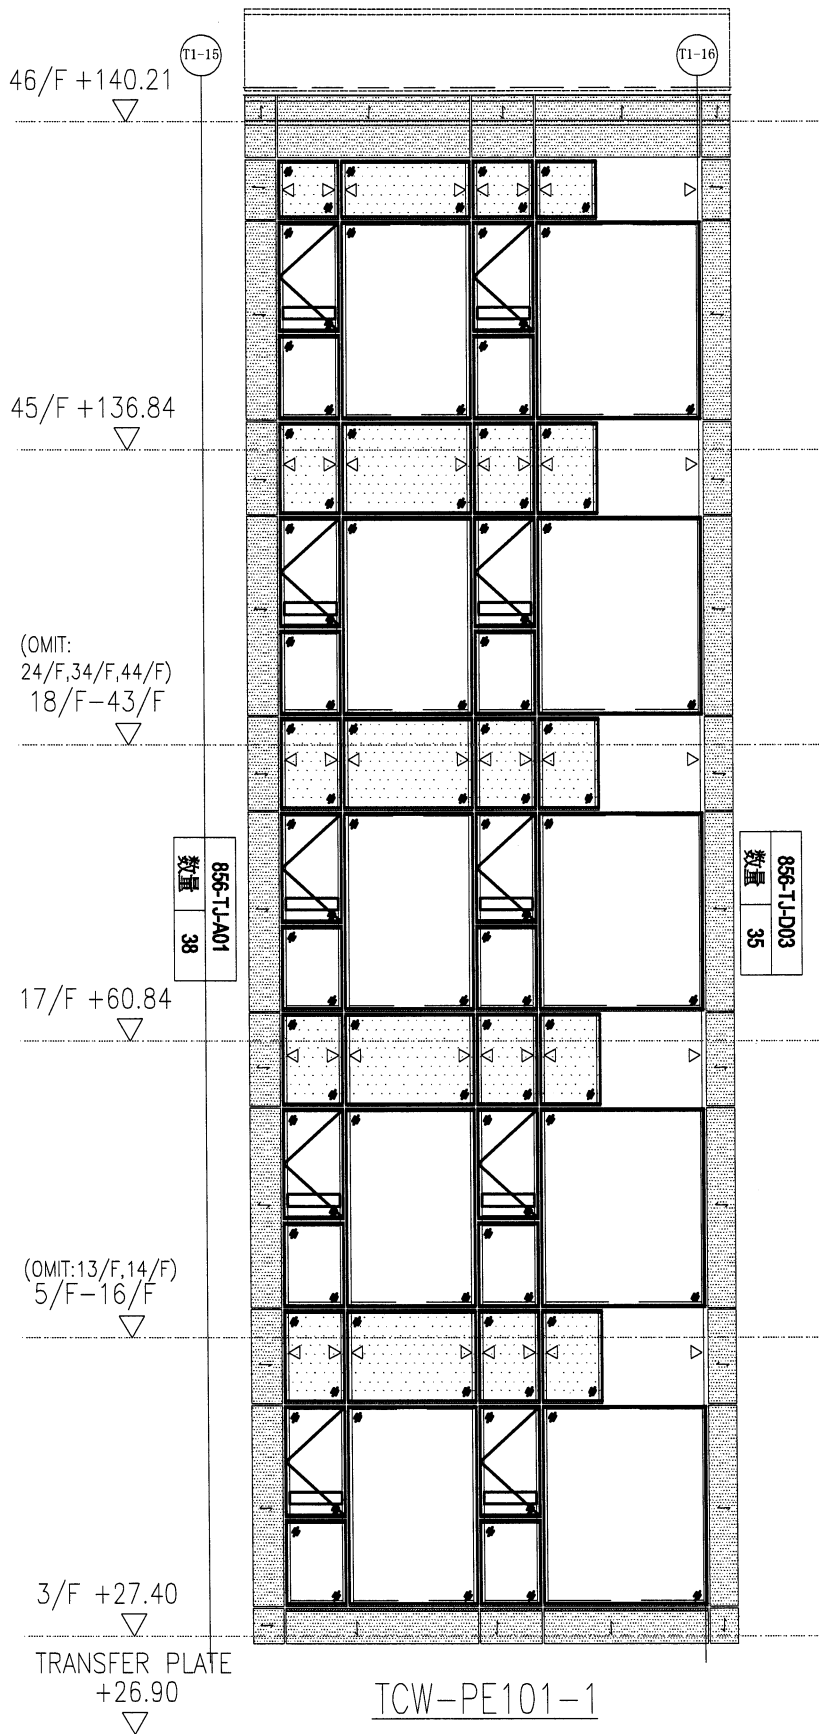 T1-15
T1-16
46/F +140.21
45/F +136.84
(OMIT:
24/F,34/F,44/F)
18/F-43/F
856-TJ-A01
数量 38
856-TJ-D03
数量 35
17/F +60.84
(OMIT:13/F,14/F)
5/F-16/F
3/F +27.40
TRANSFER PLATE
+26.90
TCW-PE101-1